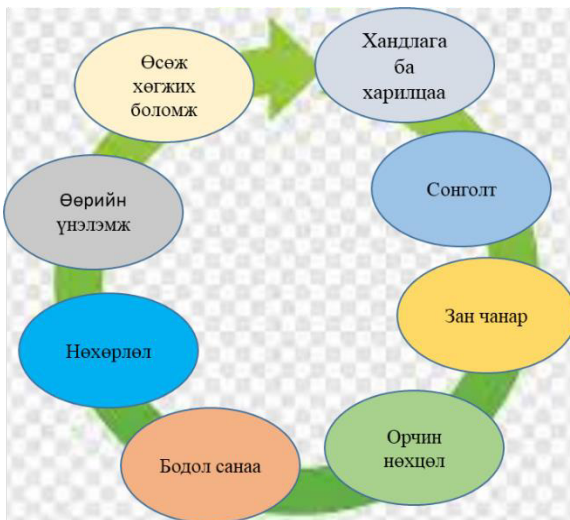 Хандлага
ба
харилцаа
Сонголт
Зан чанар
Орчин
нөхцөл
Бодол санаа
Нөхөрлөл
Өөрийн
үнэлэмж
Өсөж
хөгжих
боломж